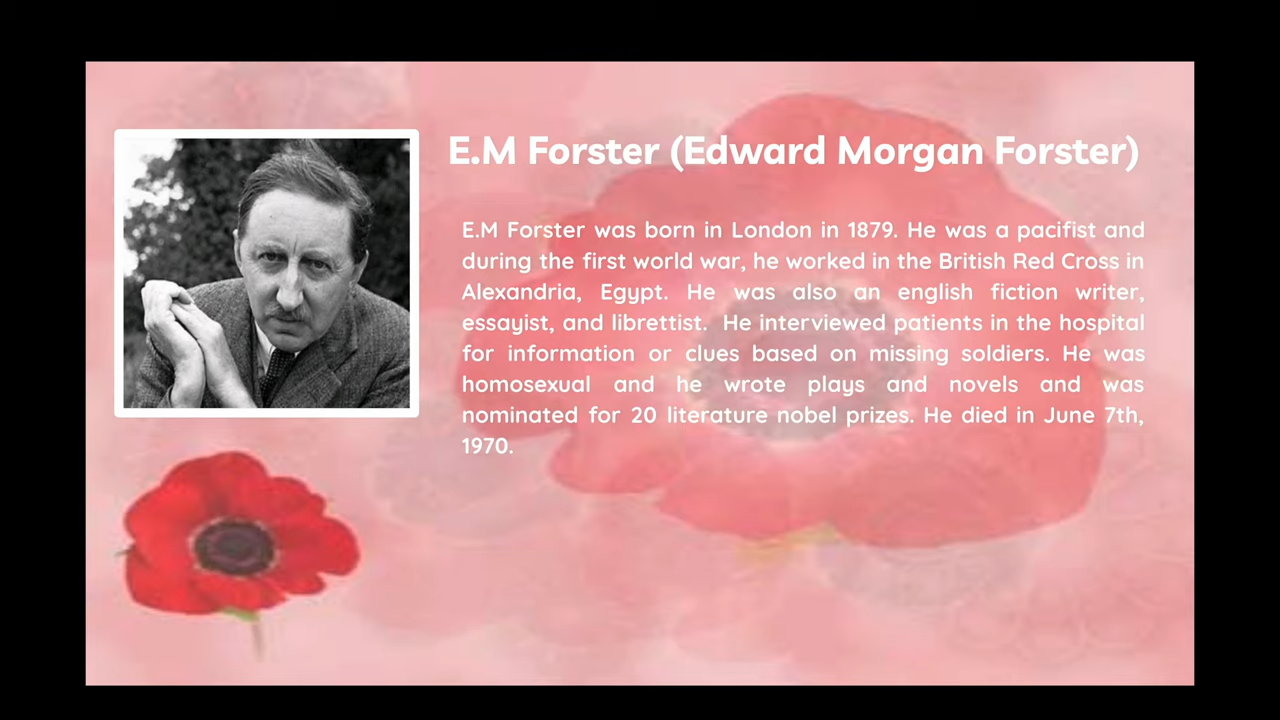 E.M Forster (Edward Morgan Forster)
E.M Forster was born in London in 1879. He was a pacifist and
during the first world war, he worked in the British Red Cross in
Alexandria, Egypt. He was also an english fiction writer,
essayist, and librettist. He interviewed patients in the hospital
for information or clues based on missing soldiers. He was
homosexual and he wrote plays and novels and was
nominated for 20 literature nobel prizes. He died in June 7th,
1970.